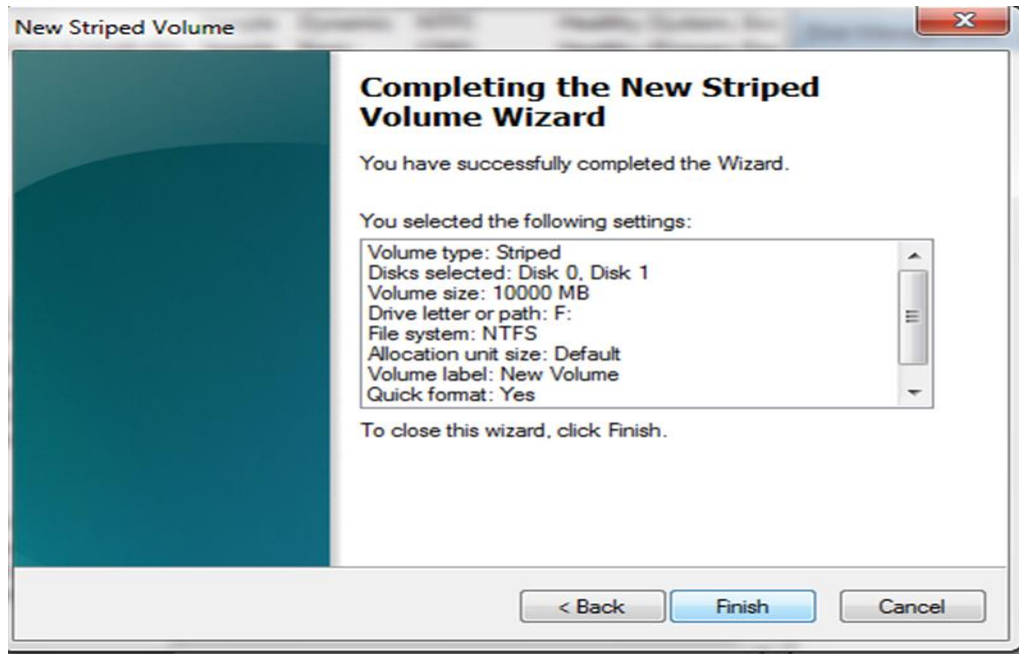 New Striped Volume
Completing the New Striped
Volume Wizard
You have successfully completed the Wizard.
You selected the following settings:
Volume type: Striped
Disks selected: Disk 0, Disk 1
Volume size: 10000 MB
Drive letter or path: F:
File system: NTFS
Allocation unit size: Default
Volume label: New Volume
Quick format: Yes
To close this wizard, click Finish.
< Back Finish Cancel